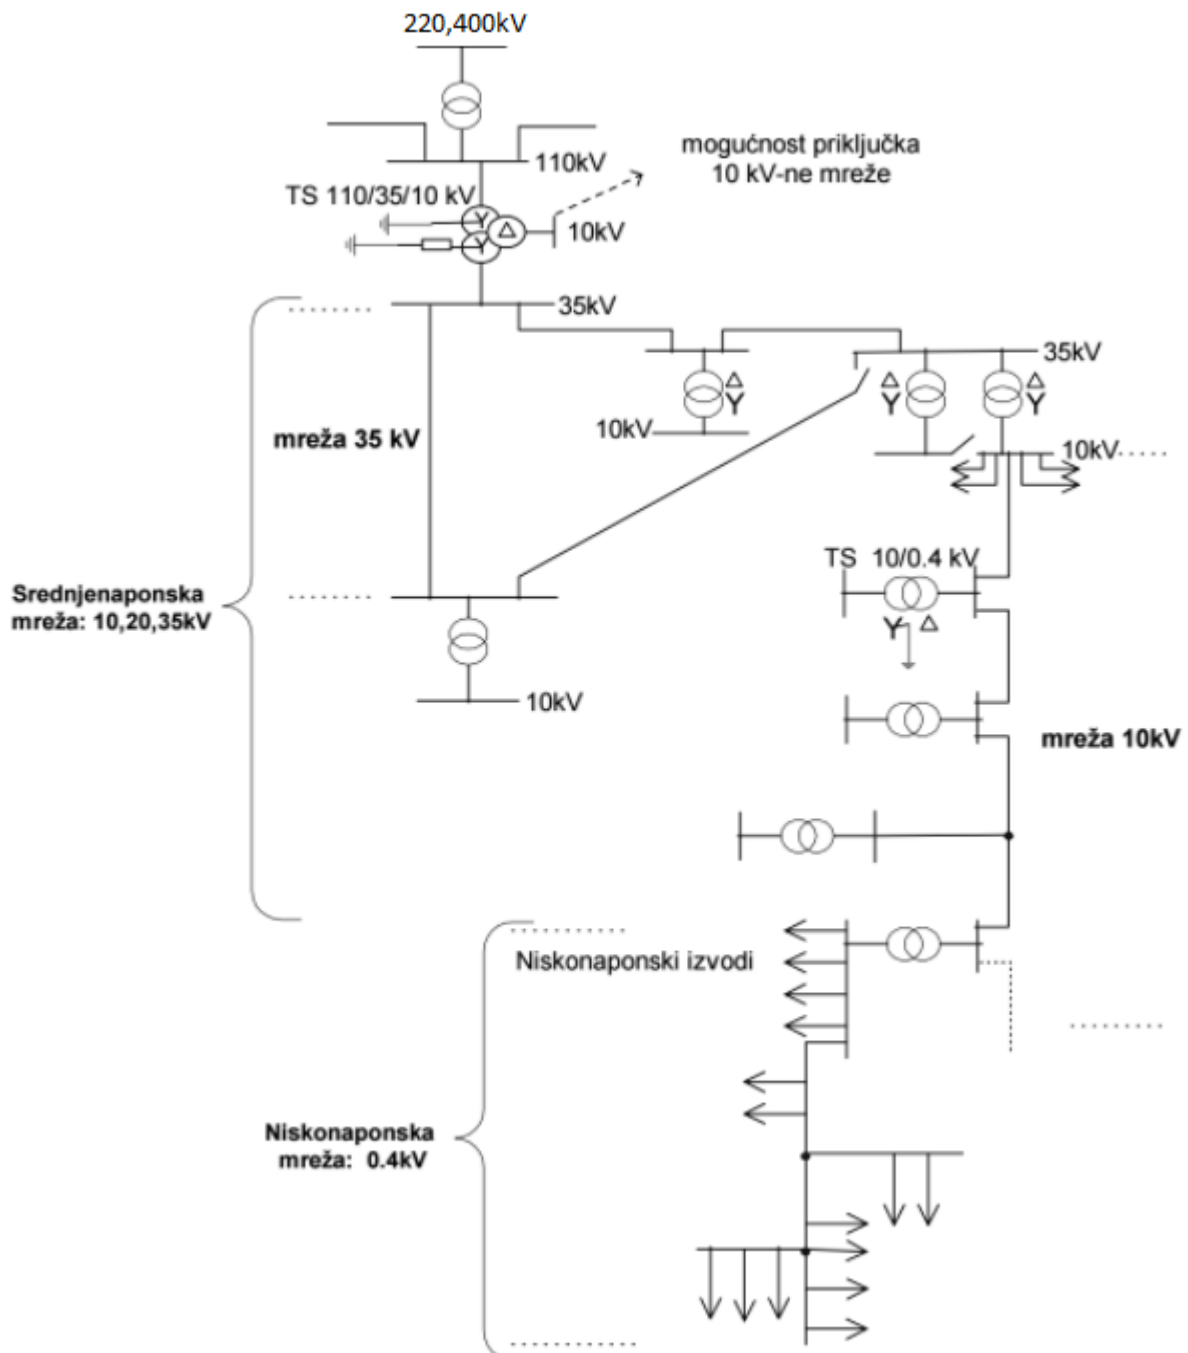 220,400kV
110kV
mogućnost priključka
10 kV-ne mreže
TS 110/35/10 kV
Y
Δ
Y
10kV
35kV
35kV
Δ
Y
Δ
Y
Δ
Y
10kV
10kV
mreža 35 kV
TS 10/0.4 kV
Y Δ
Srednjenaponska
mreža: 10,20,35kV
10kV
mreža 10kV
Niskonaponski izvodi
Niskonaponska
mreža: 0.4kV